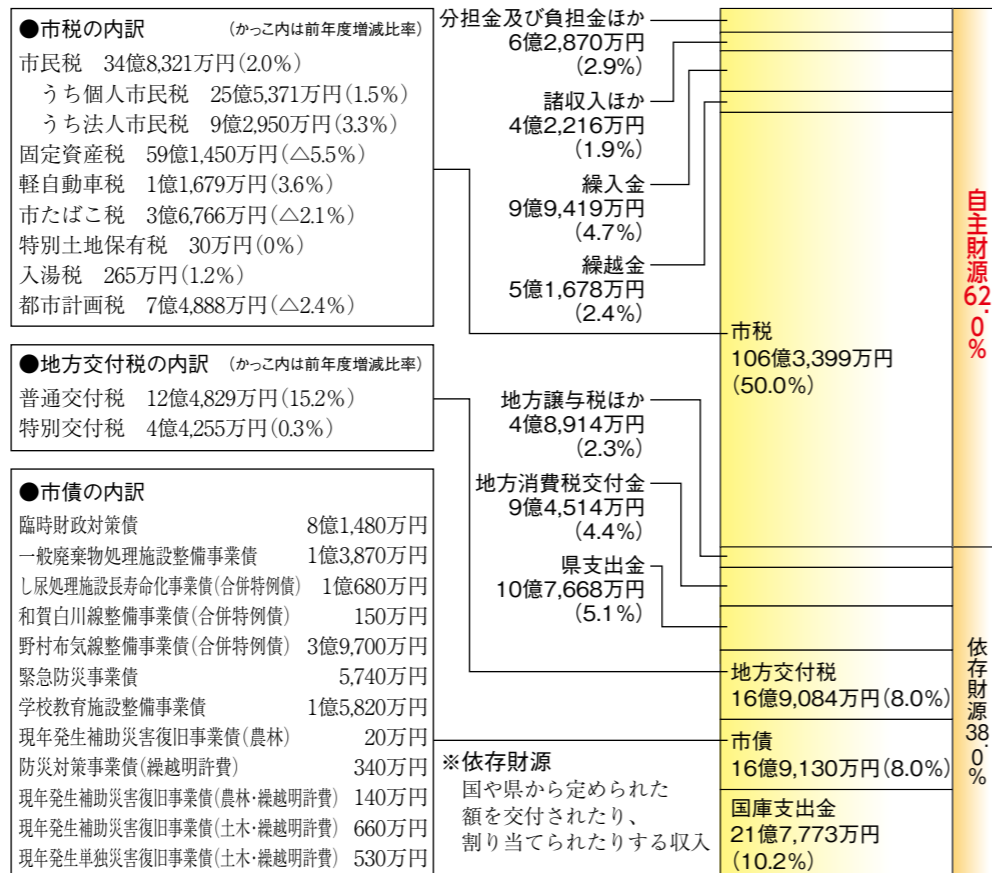 ●市税の内訳 (かっこ内は前年度増減比率)
市民税 34億8,321万円(2.0%)
うち個人市民税 25億5,371万円(1.5%)
うち法人市民税 9億2,950万円(3.3%)
固定資産税 59億1,450万円(△5.5%)
軽自動車税 1億1,679万円(3.6%)
市たばこ税 3億6,766万円(△2.1%)
特別土地保有税 30万円(0%)
入湯税 265万円(1.2%)
都市計画税 7億4,888万円(△2.4%)
●地方交付税の内訳 (かっこ内は前年度増減比率)
普通交付税 12億4,829万円(15.2%)
特別交付税 4億4,255万円(0.3%)
●市債の内訳
臨時財政対策債 8億1,480万円
一般廃棄物処理施設整備事業債 1億3,870万円
し尿処理施設長寿命化事業債(合併特例債) 1億680万円
和賀白川線整備事業債(合併特例債) 150万円
野村布気線整備事業債(合併特例債) 3億9,700万円
緊急防災事業債 5,740万円
学校教育施設整備事業債 1億5,820万円
現年発生補助災害復旧事業債(農林) 20万円
防災対策事業債(繰越明許費) 340万円
現年発生補助災害復旧事業債(農林・繰越明許費) 140万円
現年発生補助災害復旧事業債(土木・繰越明許費) 660万円
現年発生単独災害復旧事業債(土木・繰越明許費) 530万円
分担金及び負担金ほか
6億2,870万円
(2.9%)
諸収入ほか
4億2,216万円
(1.9%)
繰入金
9億9,419万円
(4.7%)
繰越金
5億1,678万円
(2.4%)
市税
106億3,399万円
(50.0%)
地方譲与税ほか
4億8,914万円
(2.3%)
地方消費税交付金
9億4,514万円
(4.4%)
県支出金
10億7,668万円
(5.1%)
地方交付税
16億9,084万円(8.0%)
市債
16億9,130万円(8.0%)
国庫支出金
21億7,773万円
(10.2%)
※依存財源
国や県から定められた
額を交付されたり、
割り当てられたりする収入
自主財源62.0%
依存財源38.0%